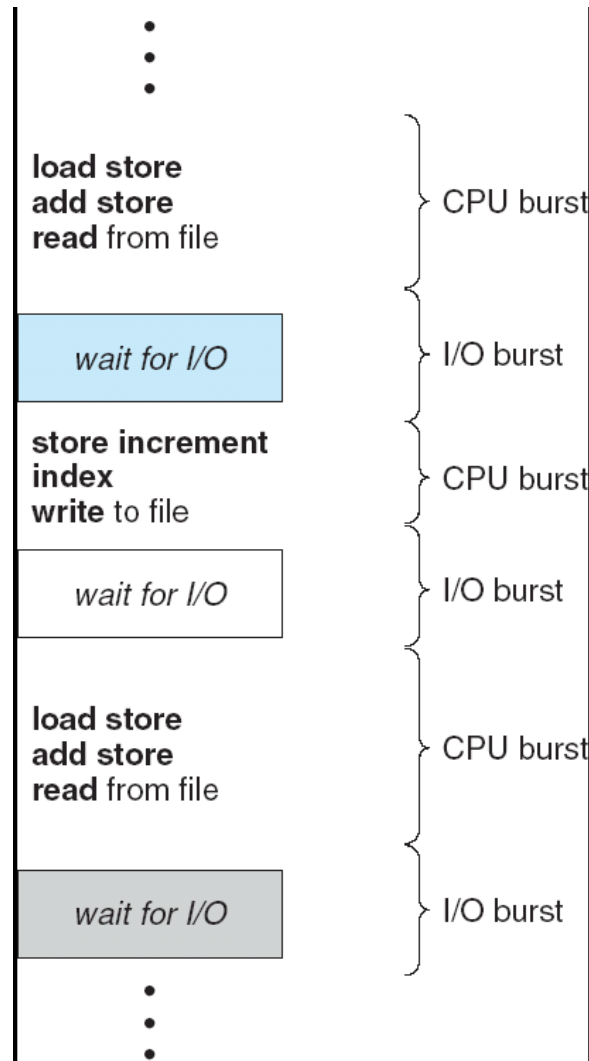 load store
add store
read from file
CPU burst
wait for I/O
I/O burst
store increment
index
write to file
CPU burst
wait for I/O
I/O burst
load store
add store
read from file
CPU burst
wait for I/O
I/O burst